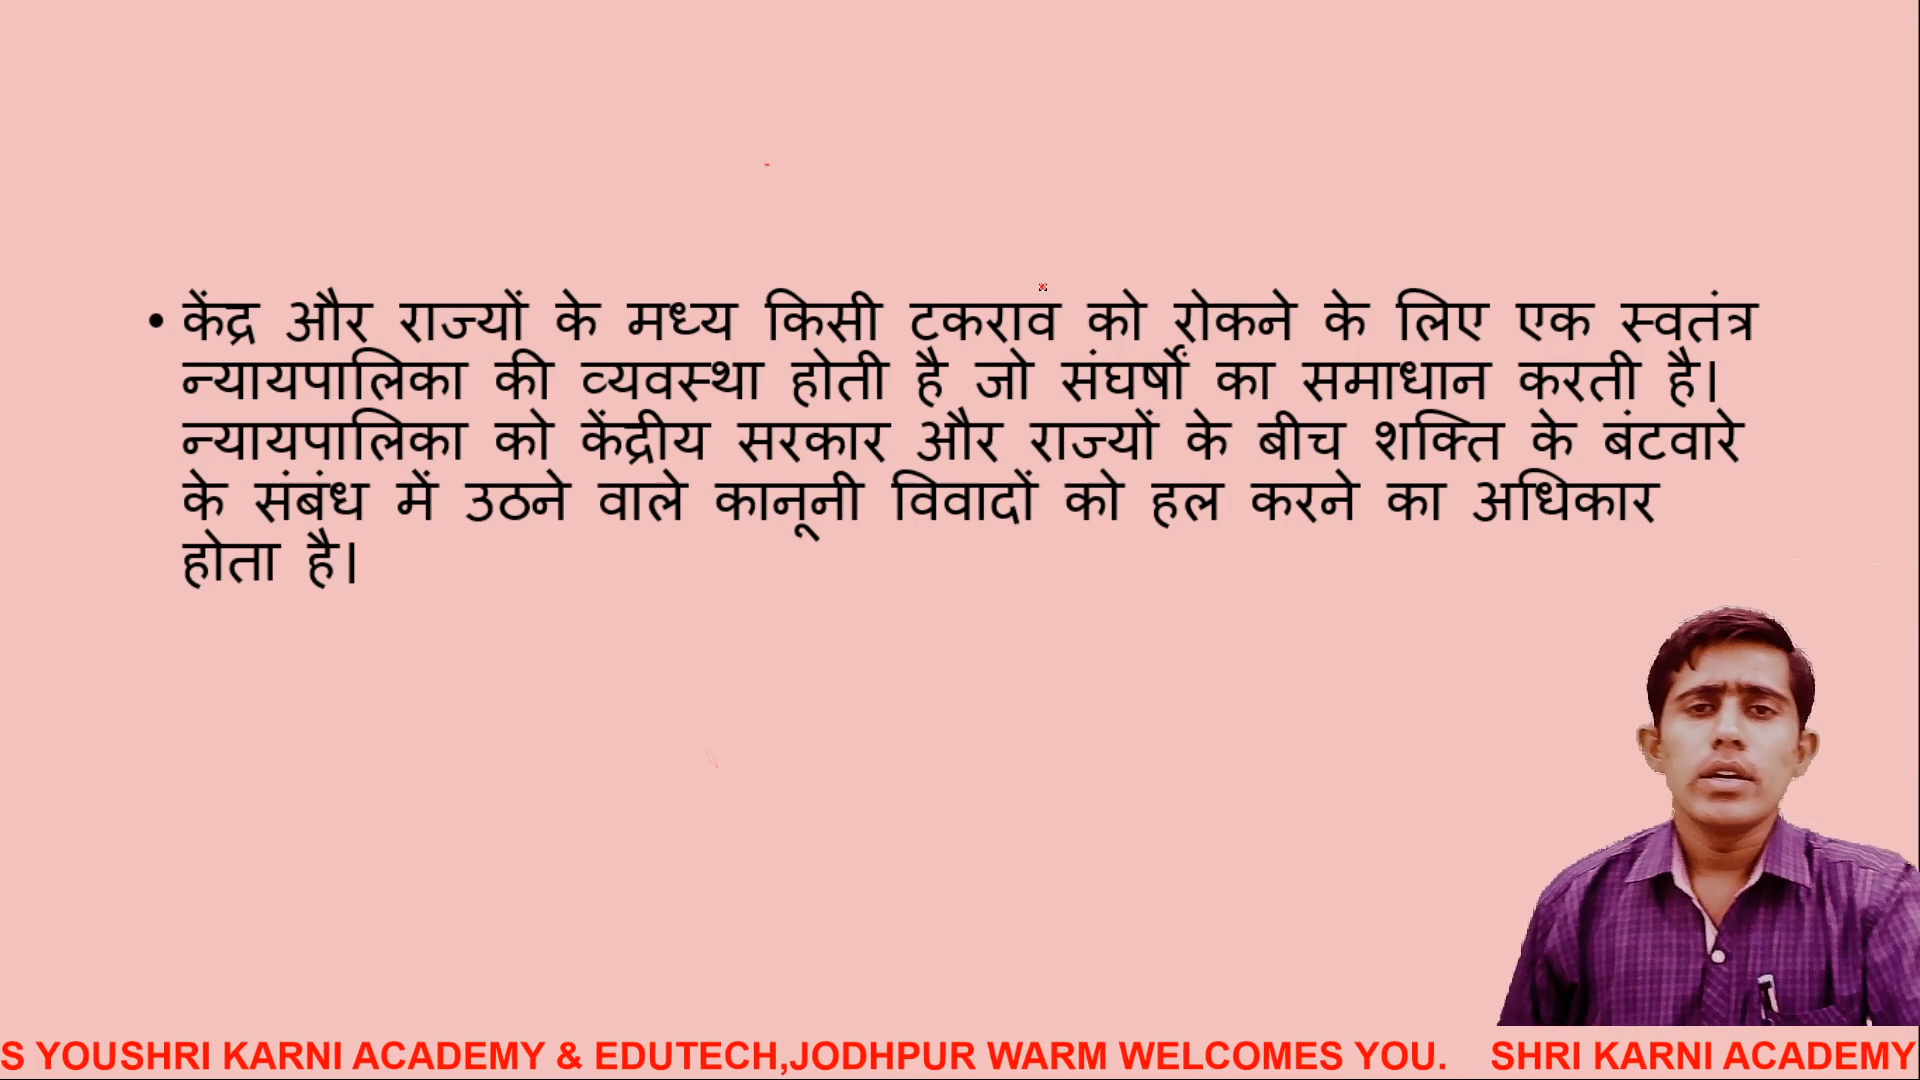 • केंद्र और राज्यों के मध्य किसी टकराव को रोकने के लिए एक स्वतंत्र
न्यायपालिका की व्यवस्था होती है जो संघर्षों का समाधान करती है।
न्यायपालिका को केंद्रीय सरकार और राज्यों के बीच शक्ति के बंटवारे
के संबंध में उठने वाले कानूनी विवादों को हल करने का अधिकार
होता है।
S YOUSHRI KARNI ACADEMY & EDUTECH,JODHPUR WARM WELCOMES YOU. SHRI KARNI ACADEMY